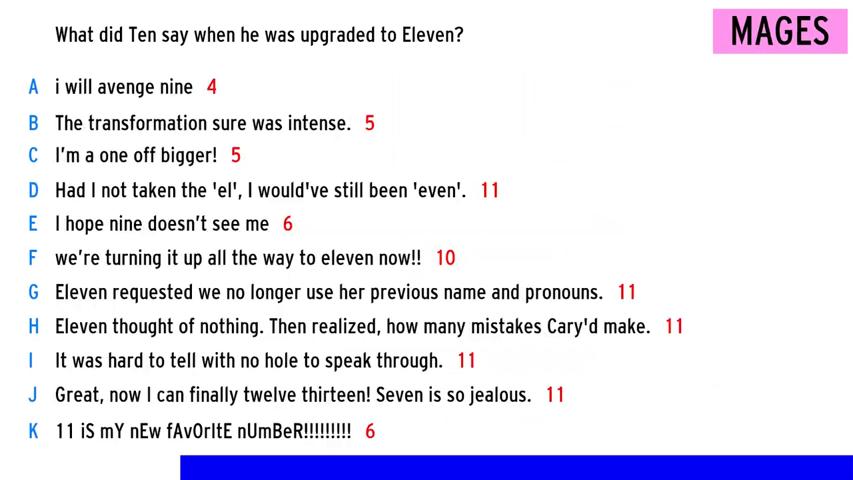 What did Ten say when he was upgraded to Eleven?
MAGES
A i will avenge nine 4
B The transformation sure was intense. 5
C I'm a one off bigger! 5
D Had I not taken the 'el', I would've still been 'even'. 11
E I hope nine doesn't see me 6
F we're turning it up all the way to eleven now!! 10
G Eleven requested we no longer use her previous name and pronouns. 11
H Eleven thought of nothing. Then realized, how many mistakes Cary'd make. 11
I It was hard to tell with no hole to speak through. 11
J Great, now I can finally twelve thirteen! Seven is so jealous. 11
K 11 iS mY nEw fAvOrItE nUmBeR!!!!!!!!! 6